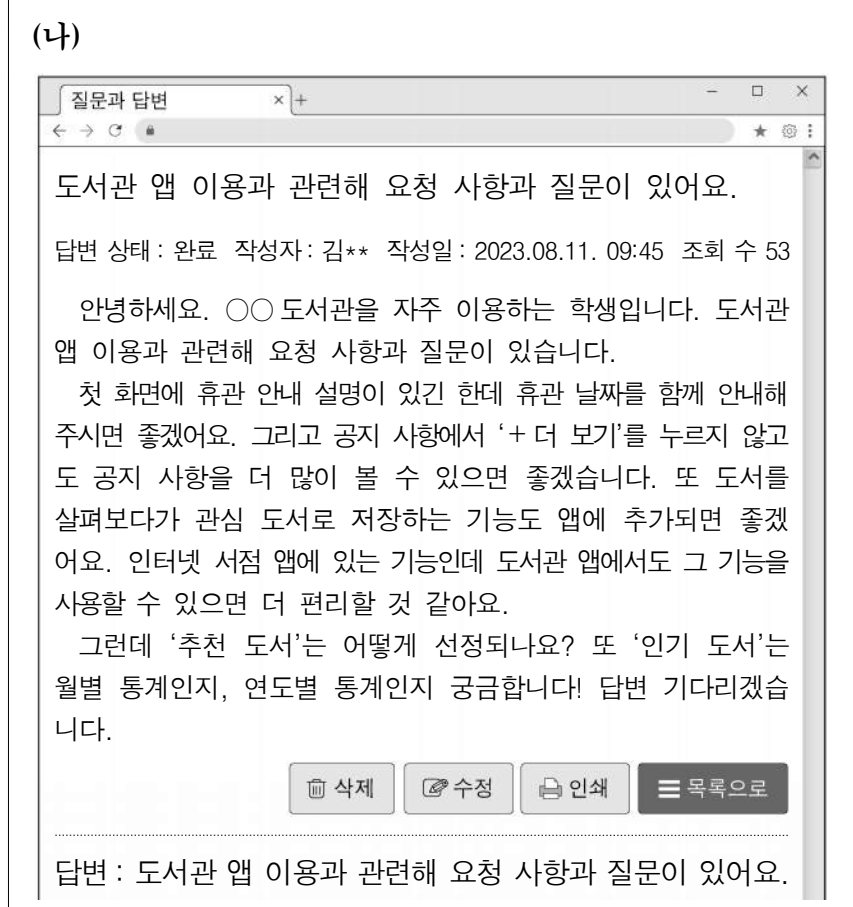 (나)
질문과 답변 × +
도서관 앱 이용과 관련해 요청 사항과 질문이 있어요.
답변 상태 : 완료 작성자 : 김** 작성일 : 2023.08.11. 09:45 조회 수 53
안녕하세요. ○○ 도서관을 자주 이용하는 학생입니다. 도서관
앱 이용과 관련해 요청 사항과 질문이 있습니다.
첫 화면에 휴관 안내 설명이 있긴 한데 휴관 날짜를 함께 안내해
주시면 좋겠어요. 그리고 공지 사항에서 ‘+ 더 보기’를 누르지 않고
도 공지 사항을 더 많이 볼 수 있으면 좋겠습니다. 또 도서를
살펴보다가 관심 도서로 저장하는 기능도 앱에 추가되면 좋겠
어요. 인터넷 서점 앱에 있는 기능인데 도서관 앱에서도 그 기능을
사용할 수 있으면 더 편리할 것 같아요.
그런데 ‘추천 도서’는 어떻게 선정되나요? 또 ‘인기 도서’는
월별 통계인지, 연도별 통계인지 궁금합니다! 답변 기다리겠습
니다.
삭제 수정 인쇄 목록으로
답변 : 도서관 앱 이용과 관련해 요청 사항과 질문이 있어요.